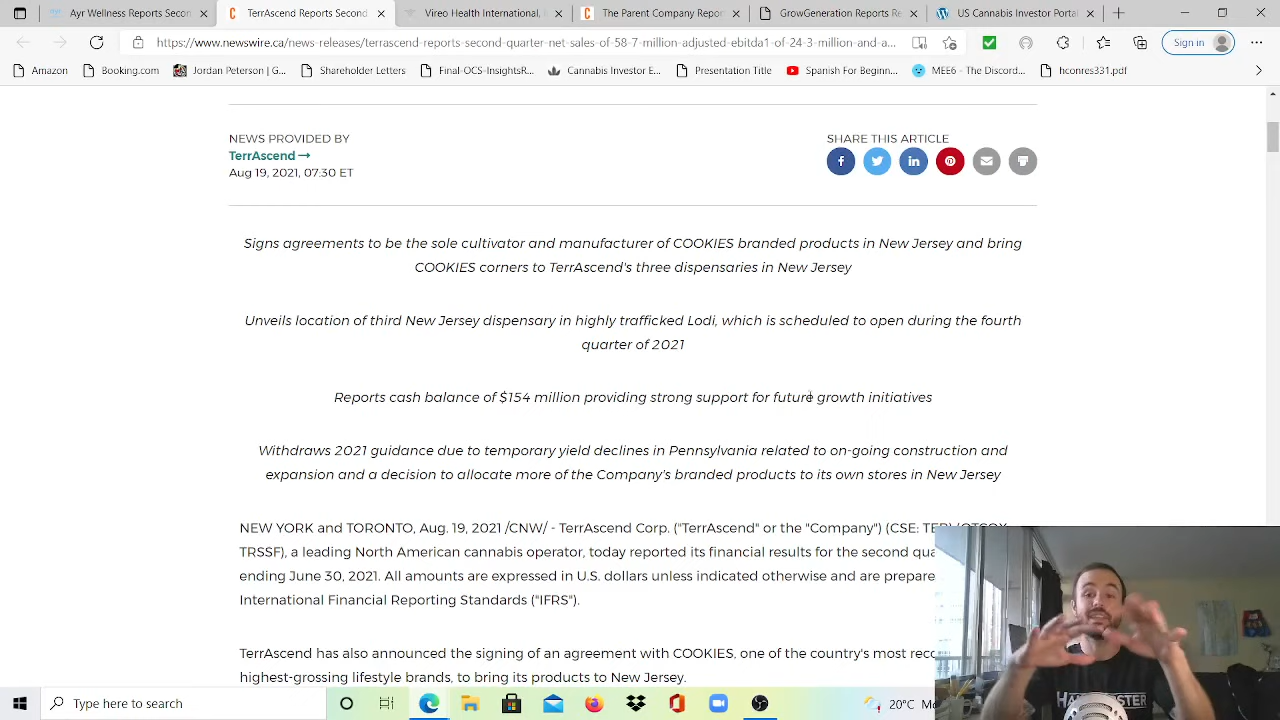 Ayr Wellness Reports Second
TerrAscend Reports Second
Vireo Health International, I
The Parent Company Report
GrowGeneration Reports Re
US Cannabis Investor Portal
https://www.newswire.ca/news-releases/terrascend-reports-second-quarter-net-sales-of-58-7-million-adjusted-ebitda1-of-24-3-million-and-a...
Sign in
Amazon
Booking.com
Jordan Peterson | G...
Shareholder Letters
Final-OCS-InsightsR...
Cannabis Investor E...
Presentation Title
Spanish For Beginn...
MEE6 - The Discord...
hconres331.pdf
NEWS PROVIDED BY
TerrAscend →
Aug 19, 2021, 07:30 ET
SHARE THIS ARTICLE
Signs agreements to be the sole cultivator and manufacturer of COOKIES branded products in New Jersey and bring
COOKIES corners to TerrAscend's three dispensaries in New Jersey
Unveils location of third New Jersey dispensary in highly trafficked Lodi, which is scheduled to open during the fourth
quarter of 2021
Reports cash balance of $154 million providing strong support for future growth initiatives
Withdraws 2021 guidance due to temporary yield declines in Pennsylvania related to on-going construction and
expansion and a decision to allocate more of the Company's branded products to its own stores in New Jersey
NEW YORK and TORONTO, Aug. 19, 2021 /CNW/ - TerrAscend Corp. ("TerrAscend" or the "Company") (CSE:
TRSSF), a leading North American cannabis operator, today reported its financial results for the second
ending June 30, 2021. All amounts are expressed in U.S. dollars unless indicated otherwise and are
International Financial Reporting Standards ("IFRS").
TerrAscend has also announced the signing of an agreement with COOKIES, one of the country's most
highest-grossing lifestyle brands, to bring its products to New Jersey.
Type here to search
20°C